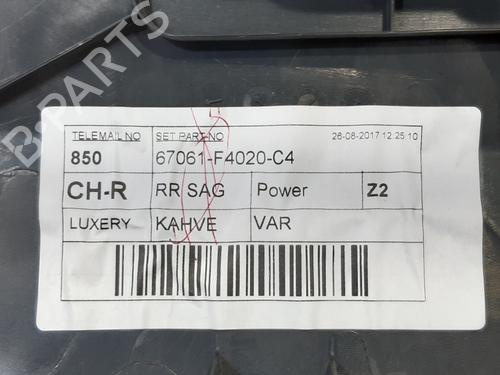 B-PARTS
TELEMAIL NO SET PART NO 26-08-2017 12:25:10
850 67061-F4020-C4
CH-R RR SAG Power Z2
LUXERY KAHVE VAR